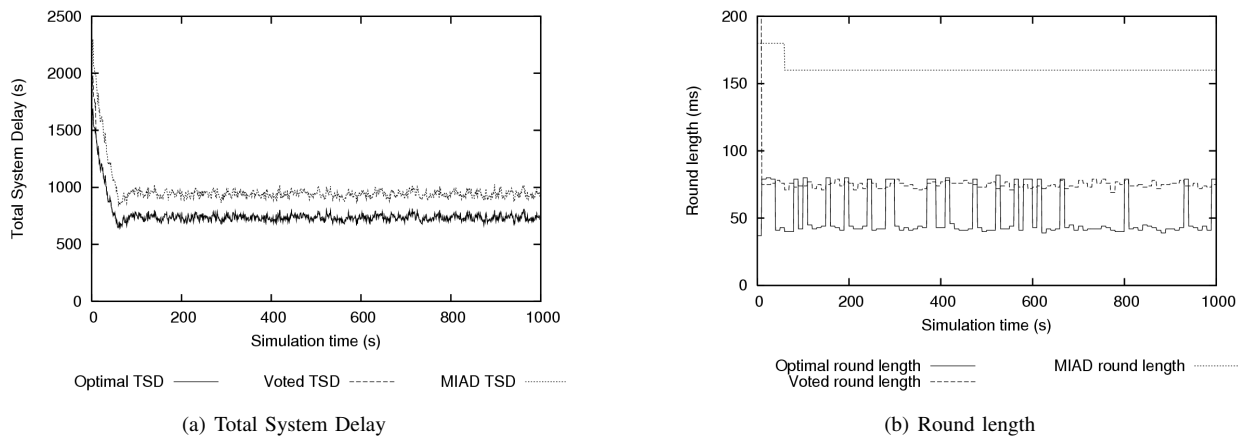 2500
2000
1500
1000
500
0
Total System Delay (s)
0 200 400 600 800 1000
Simulation time (s)
Optimal TSD
Voted TSD
MIAD TSD
(a) Total System Delay
200
150
100
50
0
Round length (ms)
0 200 400 600 800 1000
Simulation time (s)
Optimal round length
Voted round length
MIAD round length
(b) Round length